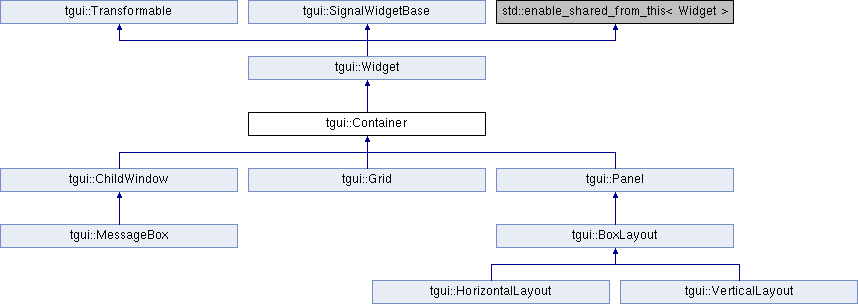 tgui::Transformable
tgui::SignalWidgetBase
std::enable_shared_from_this< Widget >
tgui::Widget
tgui::Container
tgui::ChildWindow
tgui::Grid
tgui::Panel
tgui::MessageBox
tgui::BoxLayout
tgui::HorizontalLayout
tgui::VerticalLayout